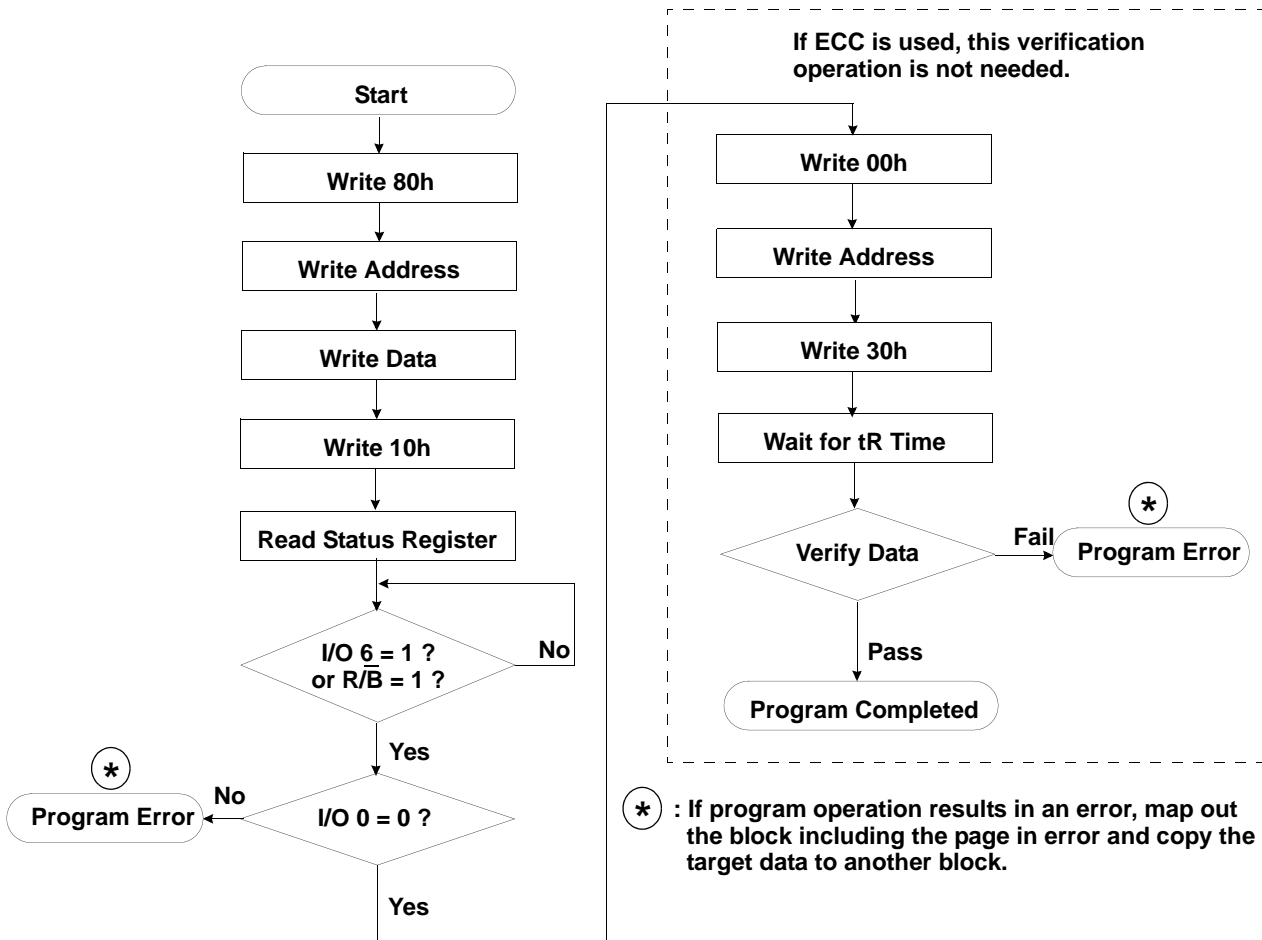 Start
Write 80h
Write Address
Write Data
Write 10h
Read Status Register
I/O 6 = 1 ?
or R/B̅ = 1 ?
No
Yes
*
Program Error
No
I/O 0 = 0 ?
Yes
If ECC is used, this verification
operation is not needed.
Write 00h
Write Address
Write 30h
Wait for tR Time
Verify Data
Fail
*
Program Error
Pass
Program Completed
* : If program operation results in an error, map out
the block including the page in error and copy the
target data to another block.